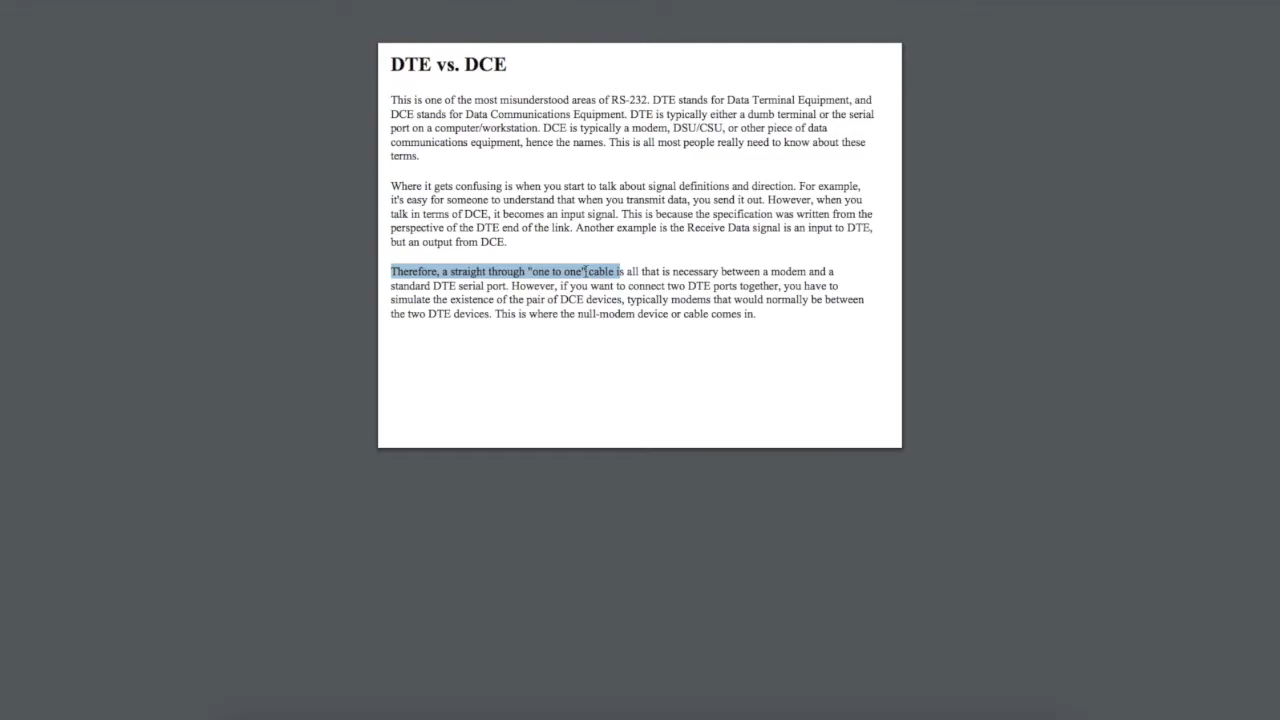 DTE vs. DCE
This is one of the most misunderstood areas of RS-232. DTE stands for Data Terminal Equipment, and
DCE stands for Data Communications Equipment. DTE is typically either a dumb terminal or the serial
port on a computer/workstation. DCE is typically a modem, DSU/CSU, or other piece of data
communications equipment, hence the names. This is all most people really need to know about these
terms.
Where it gets confusing is when you start to talk about signal definitions and direction. For example,
it's easy for someone to understand that when you transmit data, you send it out. However, when you
talk in terms of DCE, it becomes an input signal. This is because the specification was written from the
perspective of the DTE end of the link. Another example is the Receive Data signal is an input to DTE,
but an output from DCE.
Therefore, a straight through "one to one" cable is all that is necessary between a modem and a
standard DTE serial port. However, if you want to connect two DTE ports together, you have to
simulate the existence of the pair of DCE devices, typically modems that would normally be between
the two DTE devices. This is where the null-modem device or cable comes in.